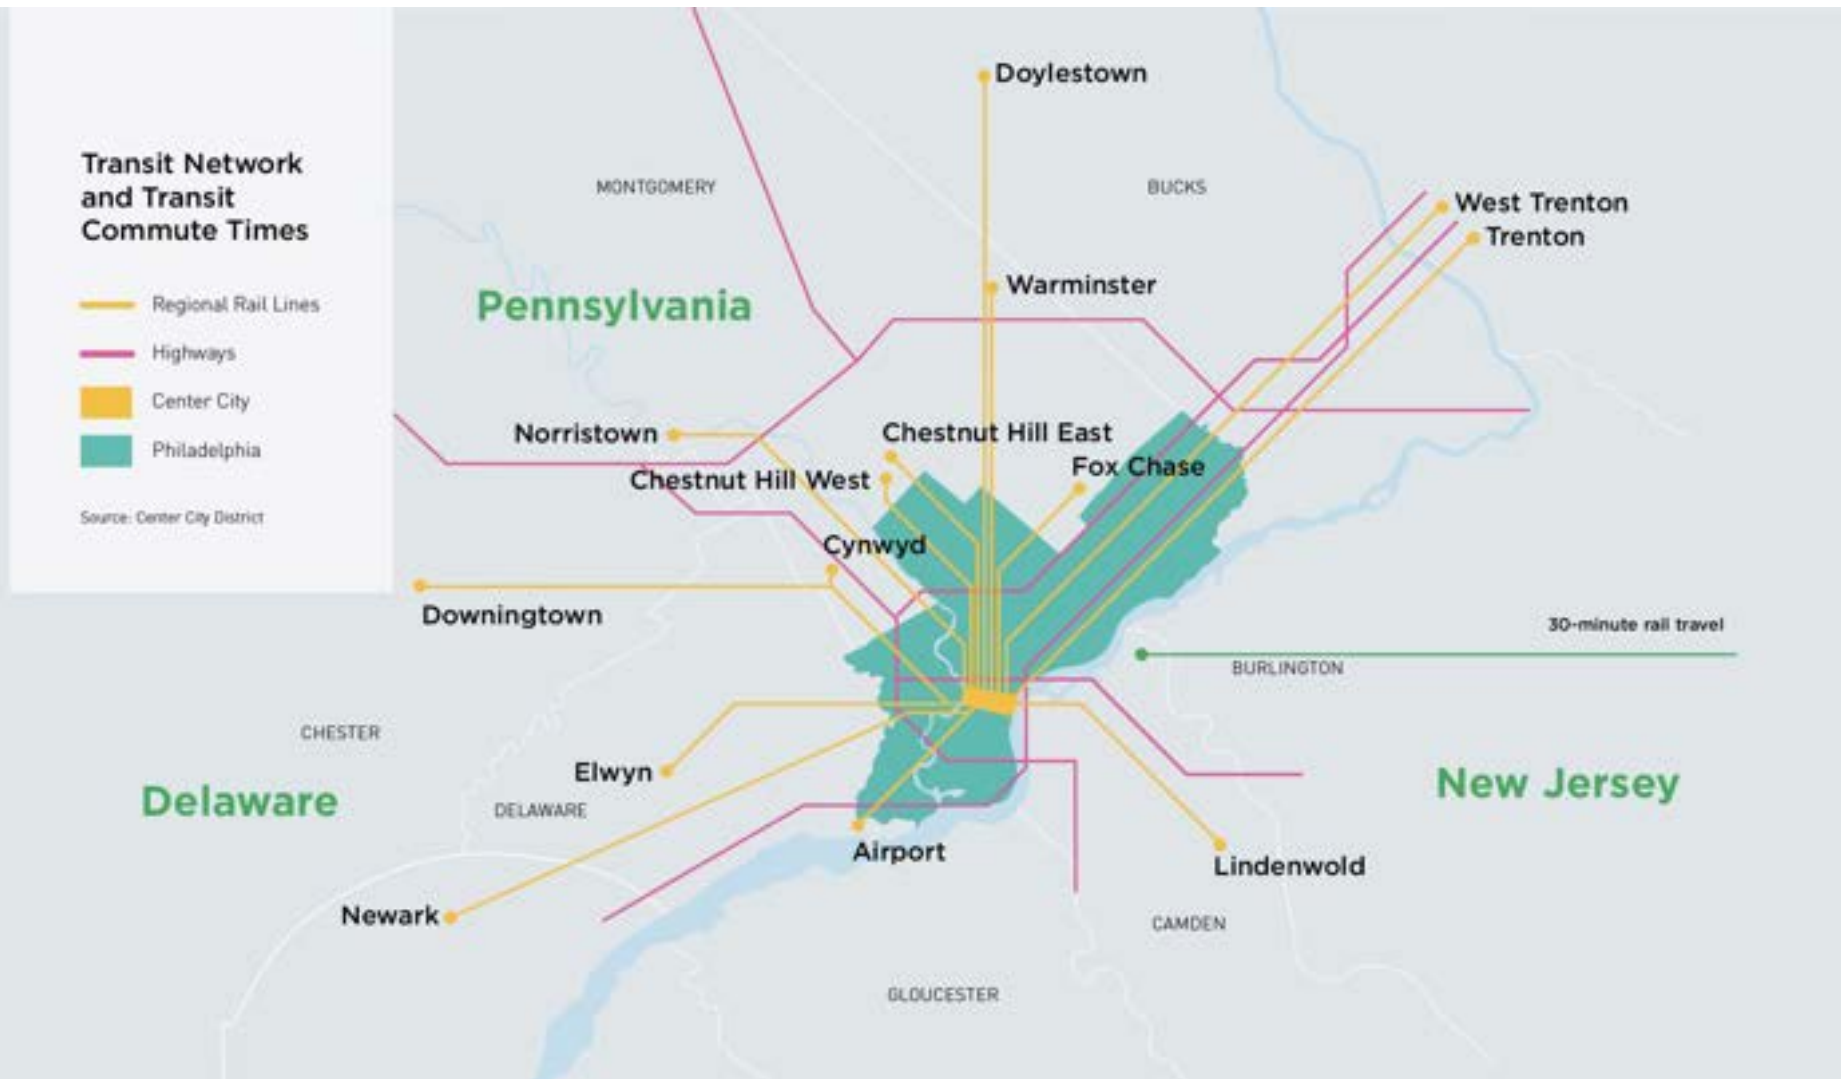 Transit Network
and Transit
Commute Times
Regional Rail Lines
Highways
Center City
Philadelphia
Source: Center City District
Doylestown
MONTGOMERY
BUCKS
West Trenton
Trenton
Warminster
Pennsylvania
Norristown
Chestnut Hill East
Fox Chase
Chestnut Hill West
Cynwyd
Downingtown
30-minute rail travel
BURLINGTON
CHESTER
Elwyn
New Jersey
Delaware
DELAWARE
Airport
Lindenwold
Newark
CAMDEN
GLOUCESTER